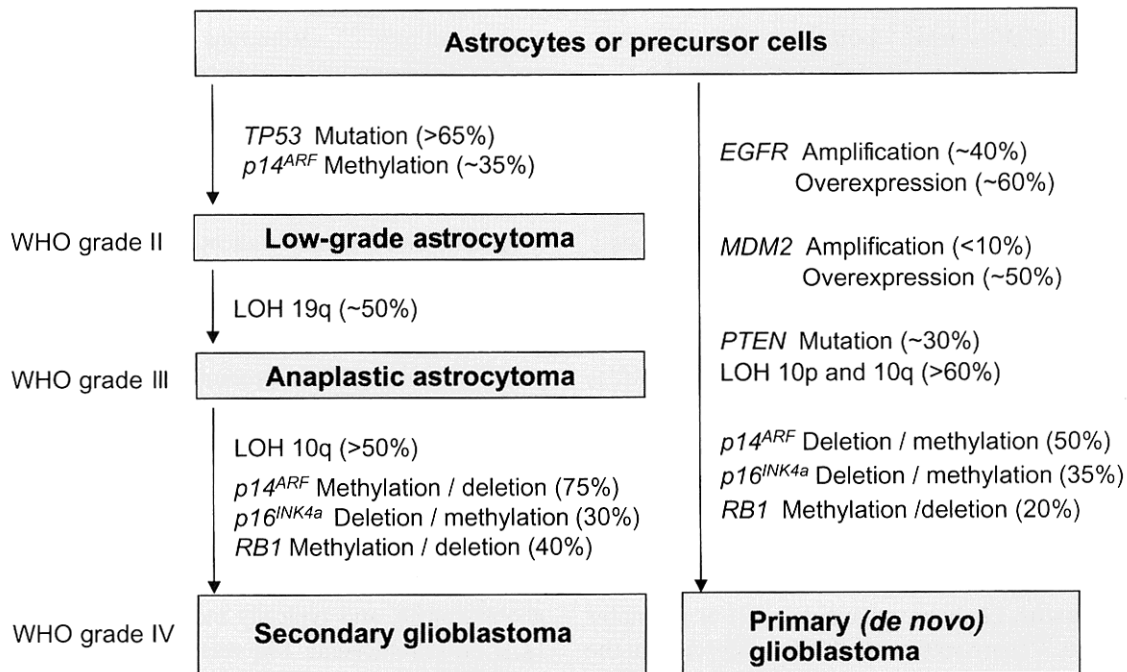 Astrocytes or precursor cells
TP53 Mutation (>65%)
p14ARF Methylation (~35%)
WHO grade II
Low-grade astrocytoma
LOH 19q (~50%)
WHO grade III
Anaplastic astrocytoma
LOH 10q (>50%)
p14ARF Methylation / deletion (75%)
p16INK4a Deletion / methylation (30%)
RB1 Methylation / deletion (40%)
EGFR Amplification (~40%)
Overexpression (~60%)
MDM2 Amplification (<10%)
Overexpression (~50%)
PTEN Mutation (~30%)
LOH 10p and 10q (>60%)
p14ARF Deletion / methylation (50%)
p16INK4a Deletion / methylation (35%)
RB1 Methylation /deletion (20%)
WHO grade IV
Secondary glioblastoma
Primary (de novo)
glioblastoma